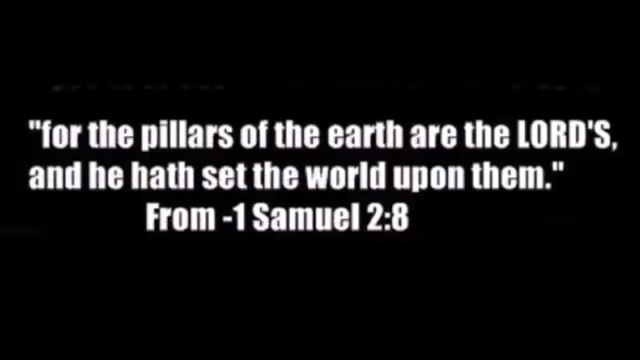 "for the pillars of the earth are the LORD'S,
and he hath set the world upon them."
From -1 Samuel 2:8